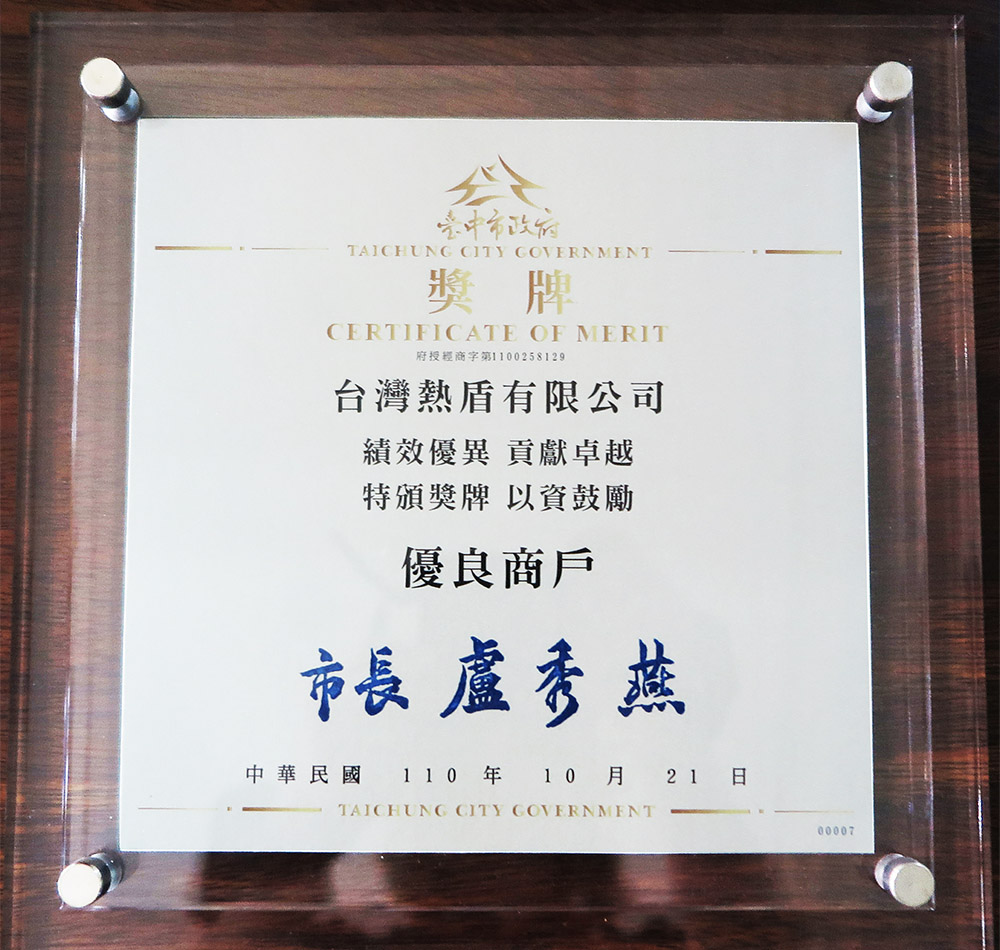 臺中市政府
TAICHUNG CITY GOVERNMENT
獎 牌
CERTIFICATE OF MERIT
府授經商字第1100258129
台灣熱盾有限公司
績效優異 貢獻卓越
特頒獎牌 以資鼓勵
優良商戶
市長 盧秀燕
中華民國 110 年 10 月 21 日
TAICHUNG CITY GOVERNMENT
00007